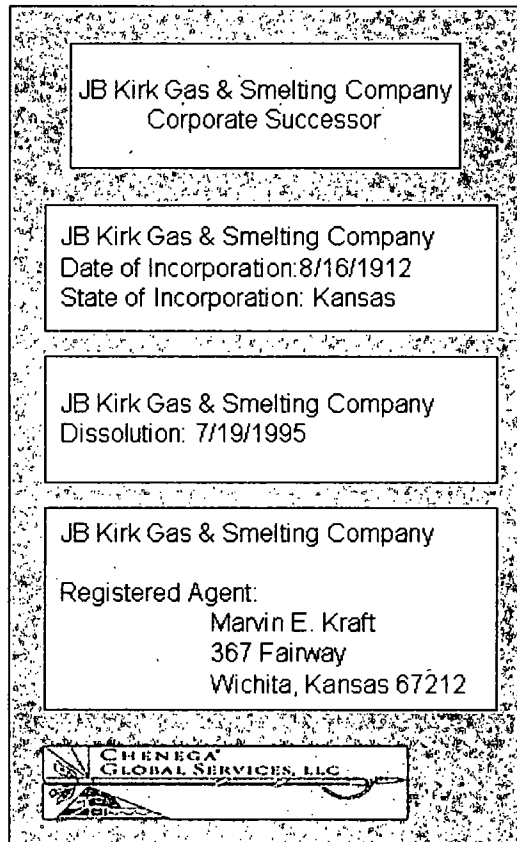 JB Kirk Gas & Smelting Company
Corporate Successor
JB Kirk Gas & Smelting Company
Date of Incorporation:8/16/1912
State of Incorporation: Kansas
JB Kirk Gas & Smelting Company
Dissolution: 7/19/1995
JB Kirk Gas & Smelting Company
Registered Agent:
Marvin E. Kraft
367 Fairway
Wichita, Kansas 67212
CHENEGA
GLOBAL SERVICES, LLC